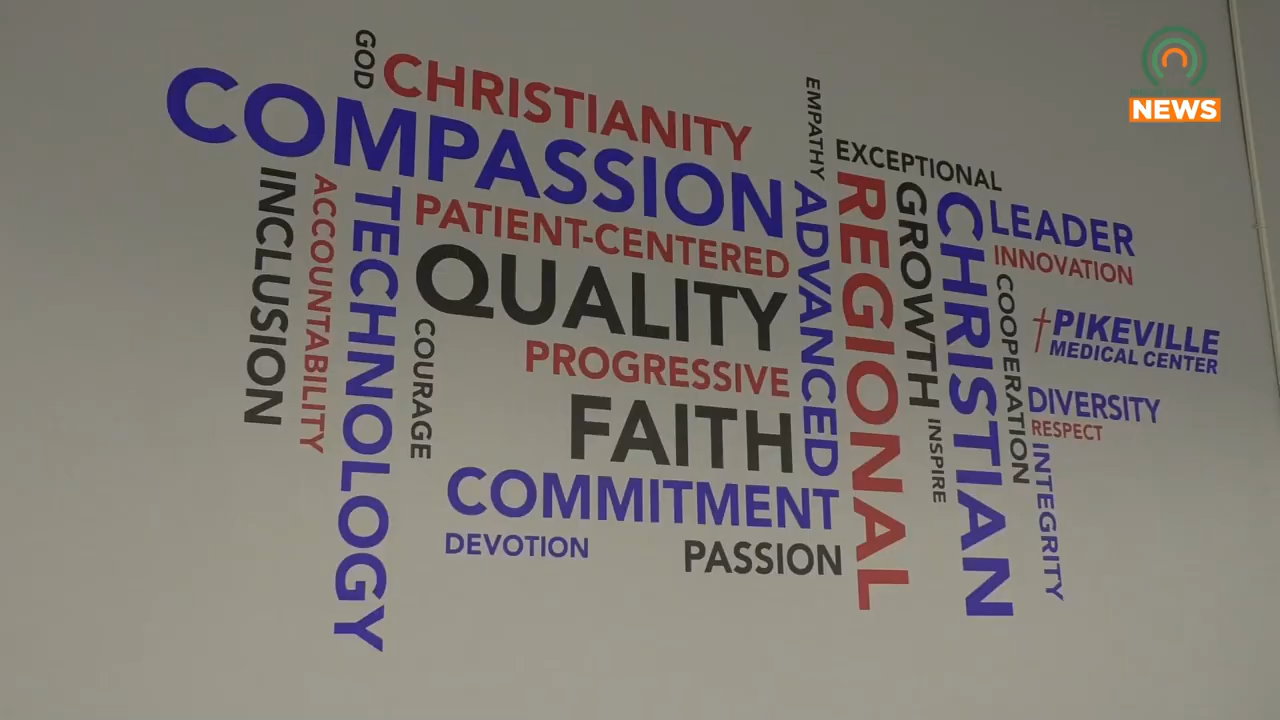 GOD
CHRISTIANITY
COMPASSION
EMPATHY
EXCEPTIONAL
INCLUSION
ACCOUNTABILITY
TECHNOLOGY
PATIENT-CENTERED
QUALITY
COURAGE
PROGRESSIVE
FAITH
COMMITMENT
DEVOTION
PASSION
ADVANCED
REGIONAL
GROWTH
INSPIRE
CHRISTIAN
LEADER
INNOVATION
COOPERATION
PIKEVILLE
MEDICAL CENTER
DIVERSITY
RESPECT
INTEGRITY
NEWS